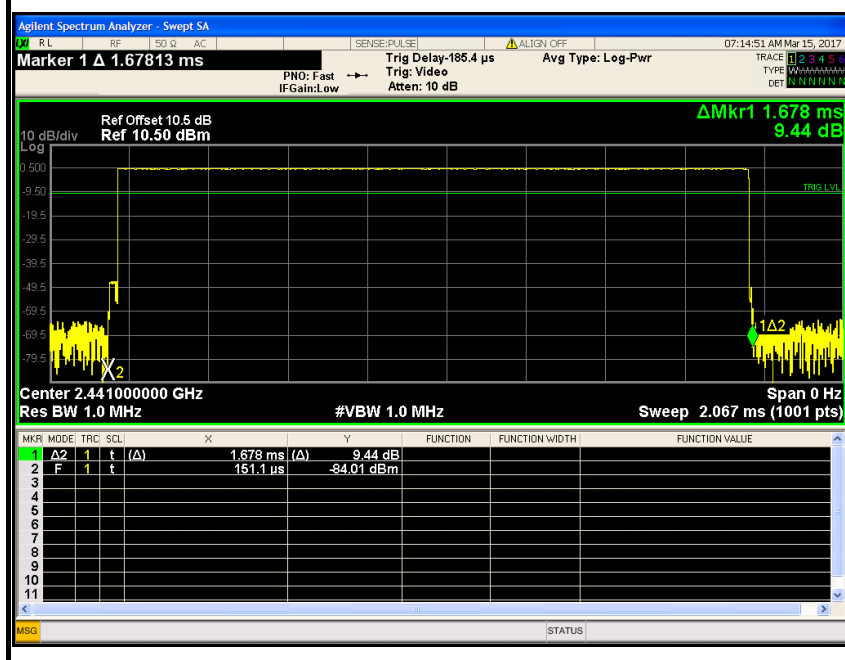 Agilent Spectrum Analyzer - Swept SA
LXI RL RF 50 Ω AC SENSE:PULSE ALIGN OFF 07:14:51 AM Mar 15, 2017
Marker 1 Δ 1.67813 ms
PNO: Fast
IFGain:Low
Trig Delay-185.4 µs
Trig: Video
Atten: 10 dB
Avg Type: Log-Pwr
TRACE 1 2 3 4 5 6
TYPE W
DET N N N N N N
ΔMkr1 1.678 ms
9.44 dB
Ref Offset 10.5 dB
10 dB/div Ref 10.50 dBm
Log
0.500
-9.50
TRIG LVL
-19.5
-29.5
-39.5
-49.5
-59.5
-69.5
1Δ2
-79.5
2
Center 2.441000000 GHz Span 0 Hz
Res BW 1.0 MHz #VBW 1.0 MHz Sweep 2.067 ms (1001 pts)
MKR MODE TRC SCL X Y FUNCTION FUNCTION WIDTH FUNCTION VALUE
1 Δ2 1 t (Δ) 1.678 ms (Δ) 9.44 dB
2 F 1 t 151.1 µs -84.01 dBm
3
4
5
6
7
8
9
10
11
MSG STATUS